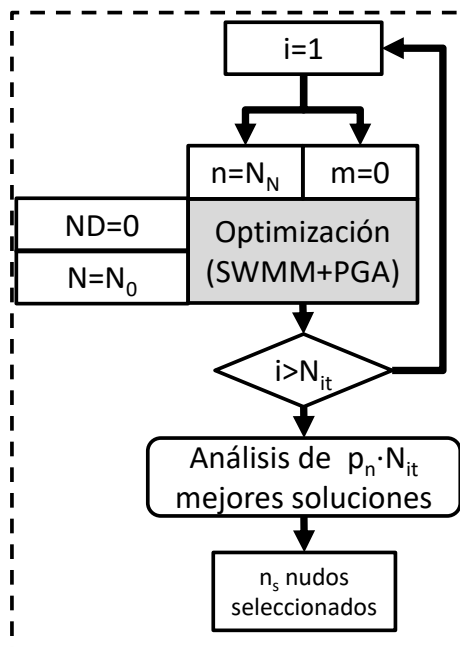 i=1
n=N_N
m=0
ND=0
N=N_0
Optimización
(SWMM+PGA)
i>N_it
Análisis de p_n·N_it
mejores soluciones
n_s nudos
seleccionados